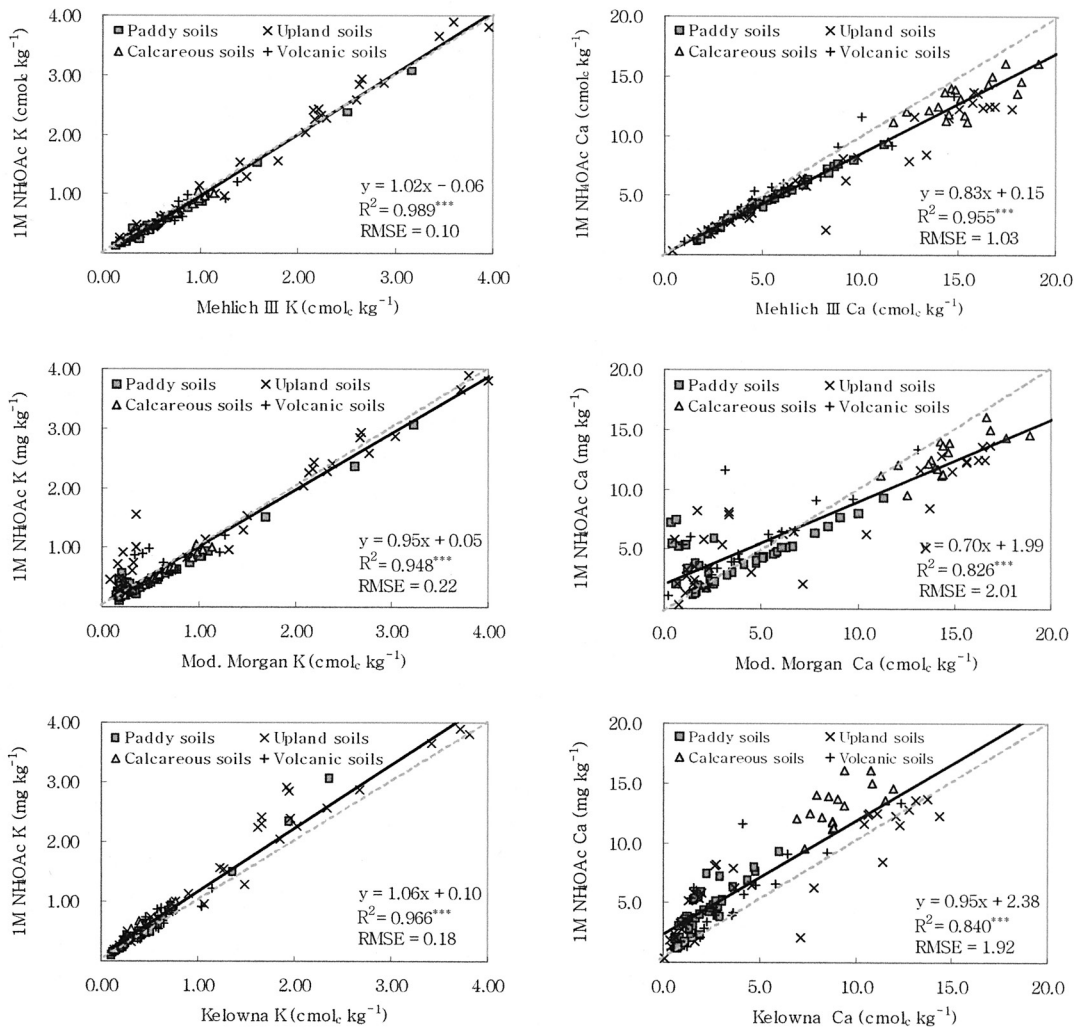 1M NH4OAc K (cmolc kg-1)
4.00
3.00
2.00
1.00
Paddy soils
Upland soils
Calcareous soils
Volcanic soils
y = 1.02x − 0.06
R2 = 0.989***
RMSE = 0.10
0.00
1.00
2.00
3.00
4.00
Mehlich III K (cmolc kg-1)
1M NH4OAc Ca (cmolc kg-1)
20.0
15.0
10.0
5.0
Paddy soils
Upland soils
Calcareous soils
Volcanic soils
y = 0.83x + 0.15
R2 = 0.955***
RMSE = 1.03
0.0
5.0
10.0
15.0
20.0
Mehlich III Ca (cmolc kg-1)
1M NH4OAc K (mg kg-1)
4.00
3.00
2.00
1.00
Paddy soils
Upland soils
Calcareous soils
Volcanic soils
y = 0.95x + 0.05
R2 = 0.948***
RMSE = 0.22
0.00
1.00
2.00
3.00
4.00
Mod. Morgan K (cmolc kg-1)
1M NH4OAc Ca (mg kg-1)
20.0
15.0
10.0
5.0
Paddy soils
Upland soils
Calcareous soils
Volcanic soils
y = 0.70x + 1.99
R2 = 0.826***
RMSE = 2.01
0.0
5.0
10.0
15.0
20.0
Mod. Morgan Ca (cmolc kg-1)
1M NH4OAc K (mg kg-1)
4.00
3.00
2.00
1.00
Paddy soils
Upland soils
Calcareous soils
Volcanic soils
y = 1.06x + 0.10
R2 = 0.966***
RMSE = 0.18
0.00
1.00
2.00
3.00
4.00
Kelowna K (cmolc kg-1)
1M NH4OAc Ca (mg kg-1)
20.0
15.0
10.0
5.0
Paddy soils
Upland soils
Calcareous soils
Volcanic soils
y = 0.95x + 2.38
R2 = 0.840***
RMSE = 1.92
0.0
5.0
10.0
15.0
20.0
Kelowna Ca (cmolc kg-1)